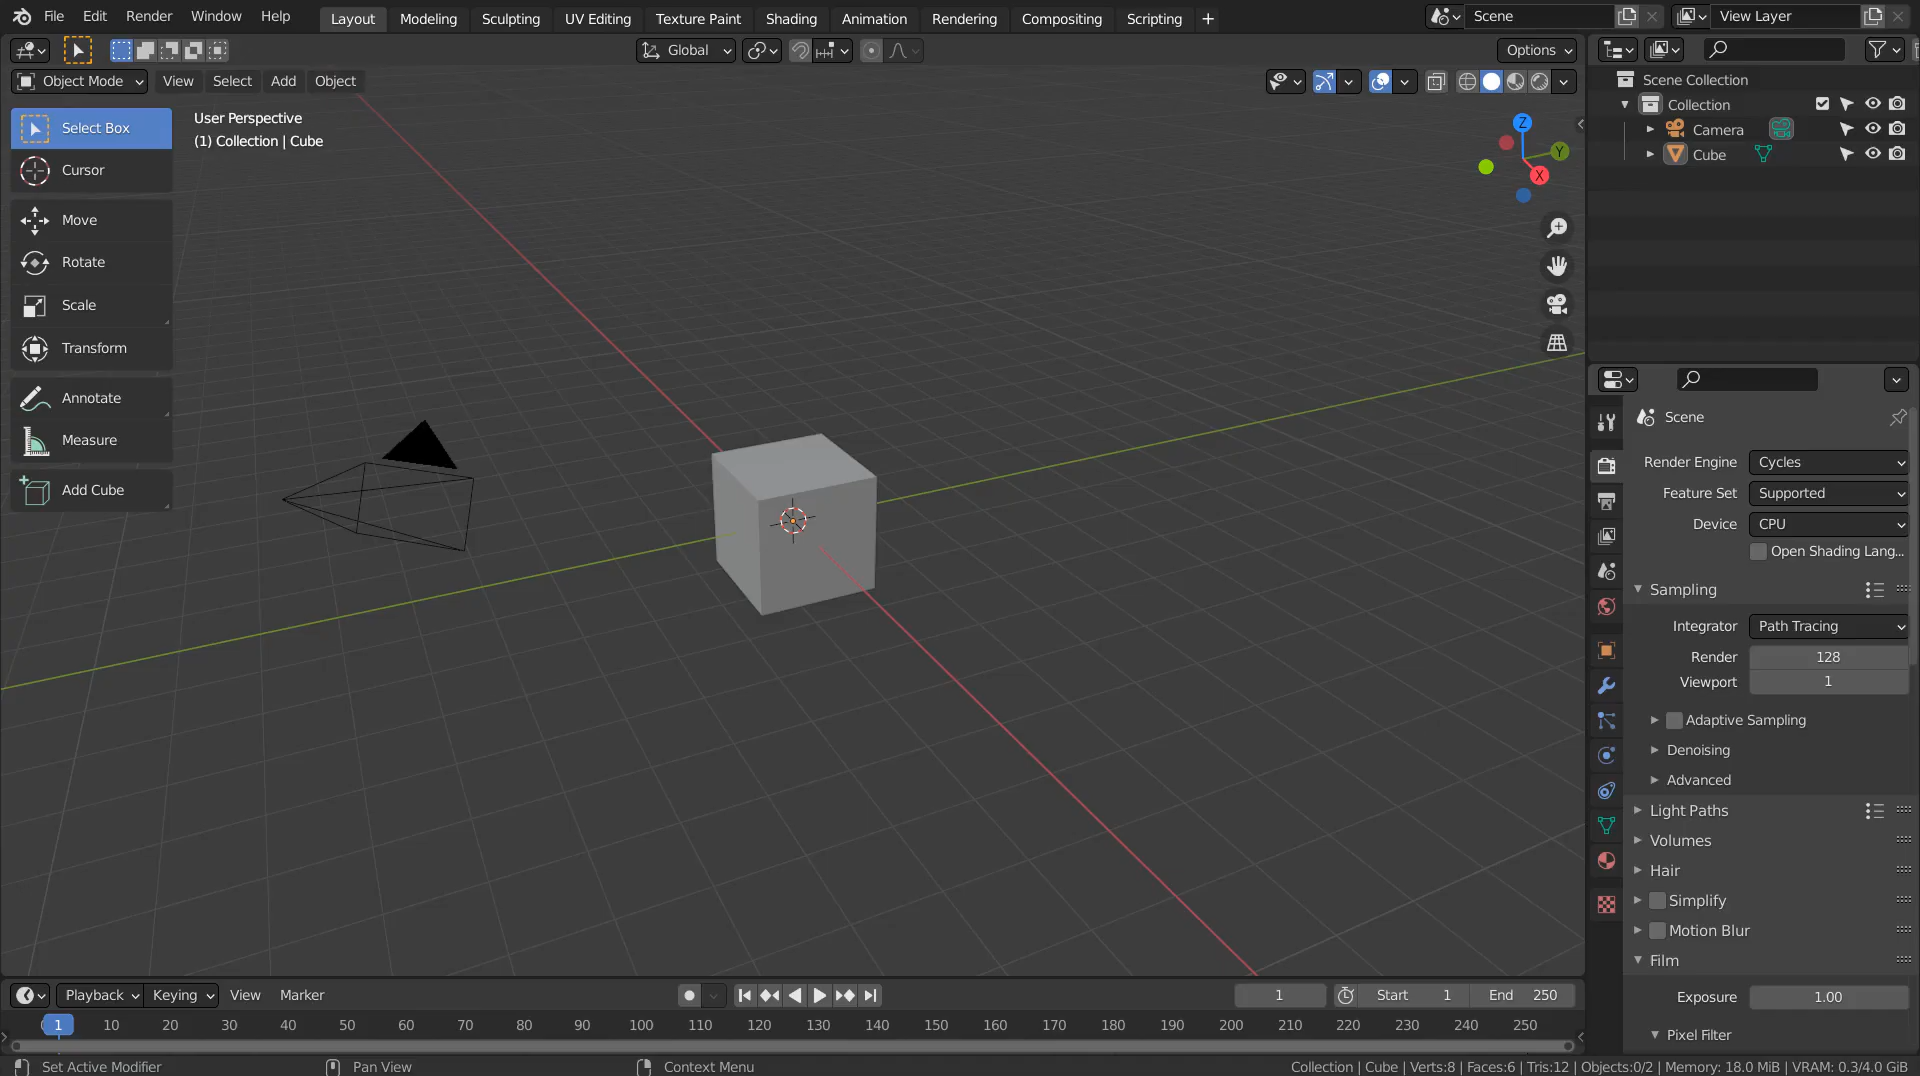 File Edit Render Window Help Layout Modeling Sculpting UV Editing Texture Paint Shading Animation Rendering Compositing Scripting + Scene View Layer
Global Options
Object Mode View Select Add Object
Select Box
Cursor
Move
Rotate
Scale
Transform
Annotate
Measure
Add Cube
User Perspective
(1) Collection | Cube
Z
Y
X
Scene Collection
Collection
Camera
Cube
Scene
Render Engine Cycles
Feature Set Supported
Device CPU
Open Shading Lang...
Sampling
Integrator Path Tracing
Render 128
Viewport 1
Adaptive Sampling
Denoising
Advanced
Light Paths
Volumes
Hair
Simplify
Motion Blur
Film
Exposure 1.00
Pixel Filter
Playback Keying View Marker 1 Start 1 End 250
1 10 20 30 40 50 60 70 80 90 100 110 120 130 140 150 160 170 180 190 200 210 220 230 240 250
Set Active Modifier Pan View Context Menu Collection | Cube | Verts:8 | Faces:6 | Tris:12 | Objects:0/2 | Memory: 18.0 MiB | VRAM: 0.3/4.0 GiB